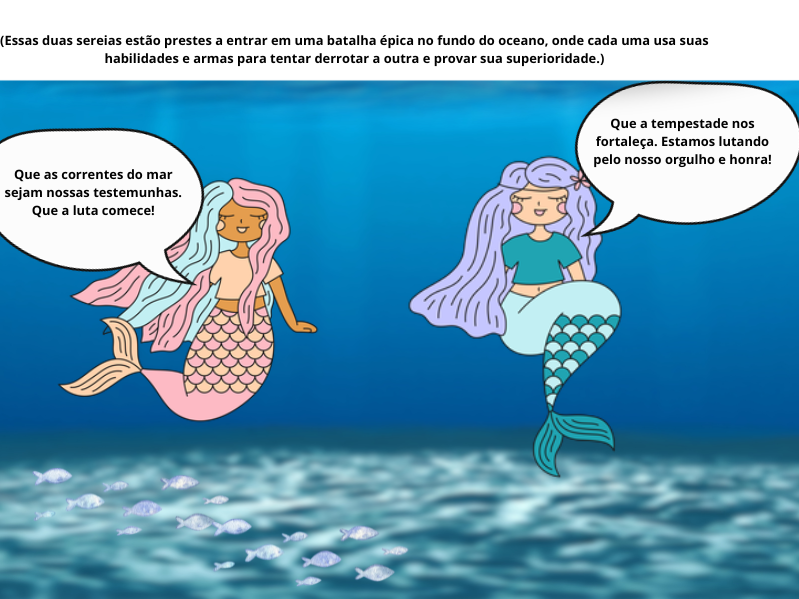 (Essas duas sereias estão prestes a entrar em uma batalha épica no fundo do oceano, onde cada uma usa suas
habilidades e armas para tentar derrotar a outra e provar sua superioridade.)
Que as correntes do mar
sejam nossas testemunhas.
Que a luta comece!
Que a tempestade nos
fortaleça. Estamos lutando
pelo nosso orgulho e honra!